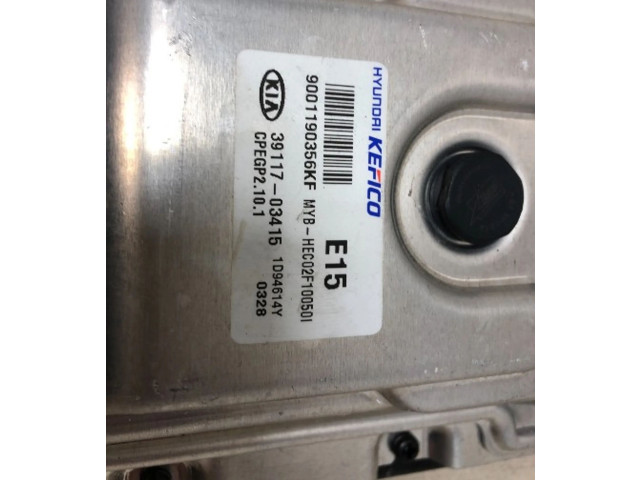 HYUNDAI KEFICO
9001190356KF
MYB-HEC02F10050I
E15
KIA
39117-03415 1D94614Y
CPEGP2.10.1 0328